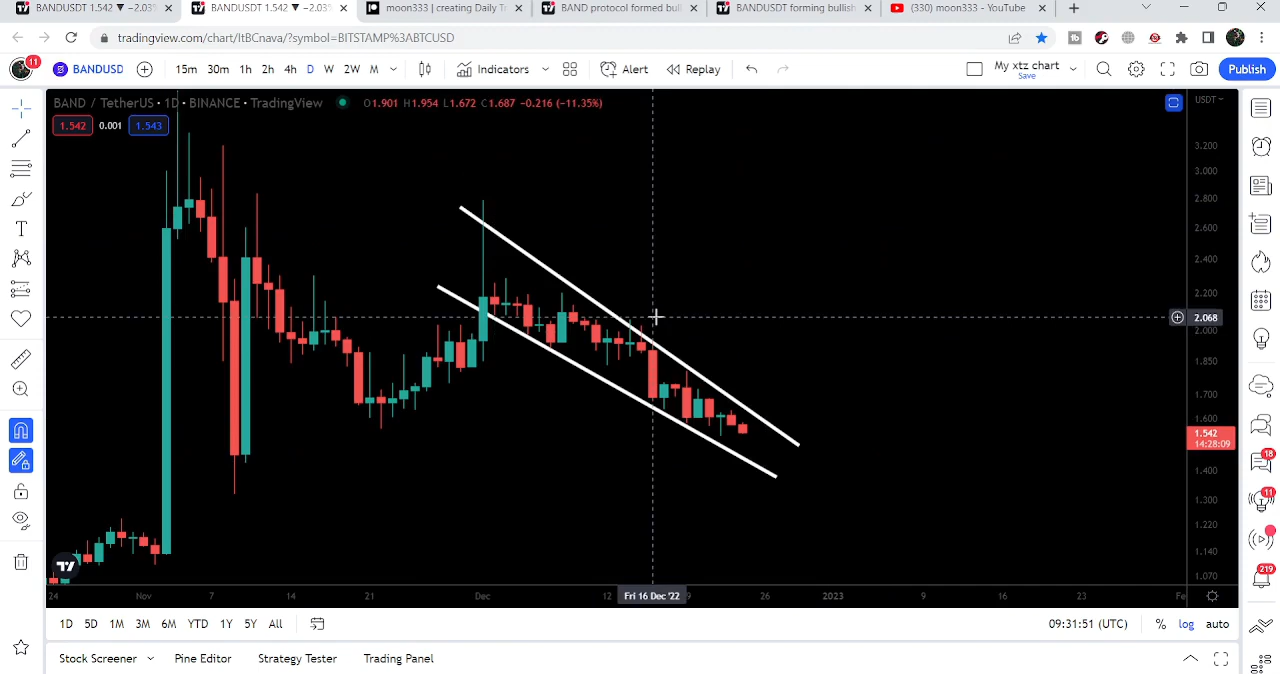 BANDUSDT 1.542 ▼ −2.03%
BANDUSDT 1.542 ▼ −2.03%
moon333 | creating Daily Tr
BAND protocol formed bul
BANDUSDT forming bullish
(330) moon333 - YouTube
tradingview.com/chart/ItBCnava/?symbol=BITSTAMP%3ABTCUSD
11 BANDUSD 15m 30m 1h 2h 4h D W 2W M Indicators Alert Replay My xtz chart Save Publish
BAND / TetherUS • 1D • BINANCE • TradingView O1.901 H1.954 L1.672 C1.687 −0.216 (−11.35%) USDT
1.542 0.001 1.543
3.200
3.000
2.800
2.600
2.400
2.200
2.068
2.000
1.850
1.700
1.600
1.542
14:28:09
1.400
1.300
1.220
1.140
1.070
18
11
219
24 Nov 7 14 21 Dec 12 Fri 16 Dec '22 9 26 2023 9 16 23 Fe
1D 5D 1M 3M 6M YTD 1Y 5Y All 09:31:51 (UTC) % log auto
Stock Screener Pine Editor Strategy Tester Trading Panel